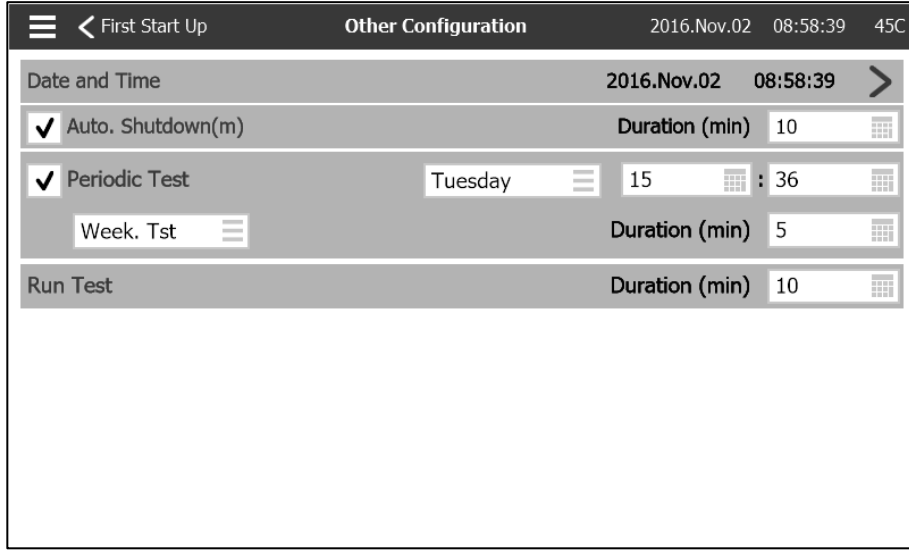 First Start Up Other Configuration 2016.Nov.02 08:58:39 45C
Date and Time 2016.Nov.02 08:58:39
Auto. Shutdown(m) Duration (min) 10
Periodic Test Tuesday 15 : 36
Week. Tst Duration (min) 5
Run Test Duration (min) 10